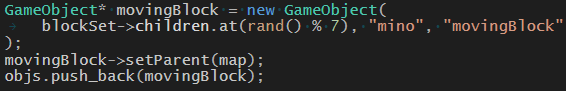 GameObject* movingBlock = new GameObject(
    blockSet->children.at(rand() % 7), "mino", "movingBlock"
);
movingBlock->setParent(map);
objs.push_back(movingBlock);